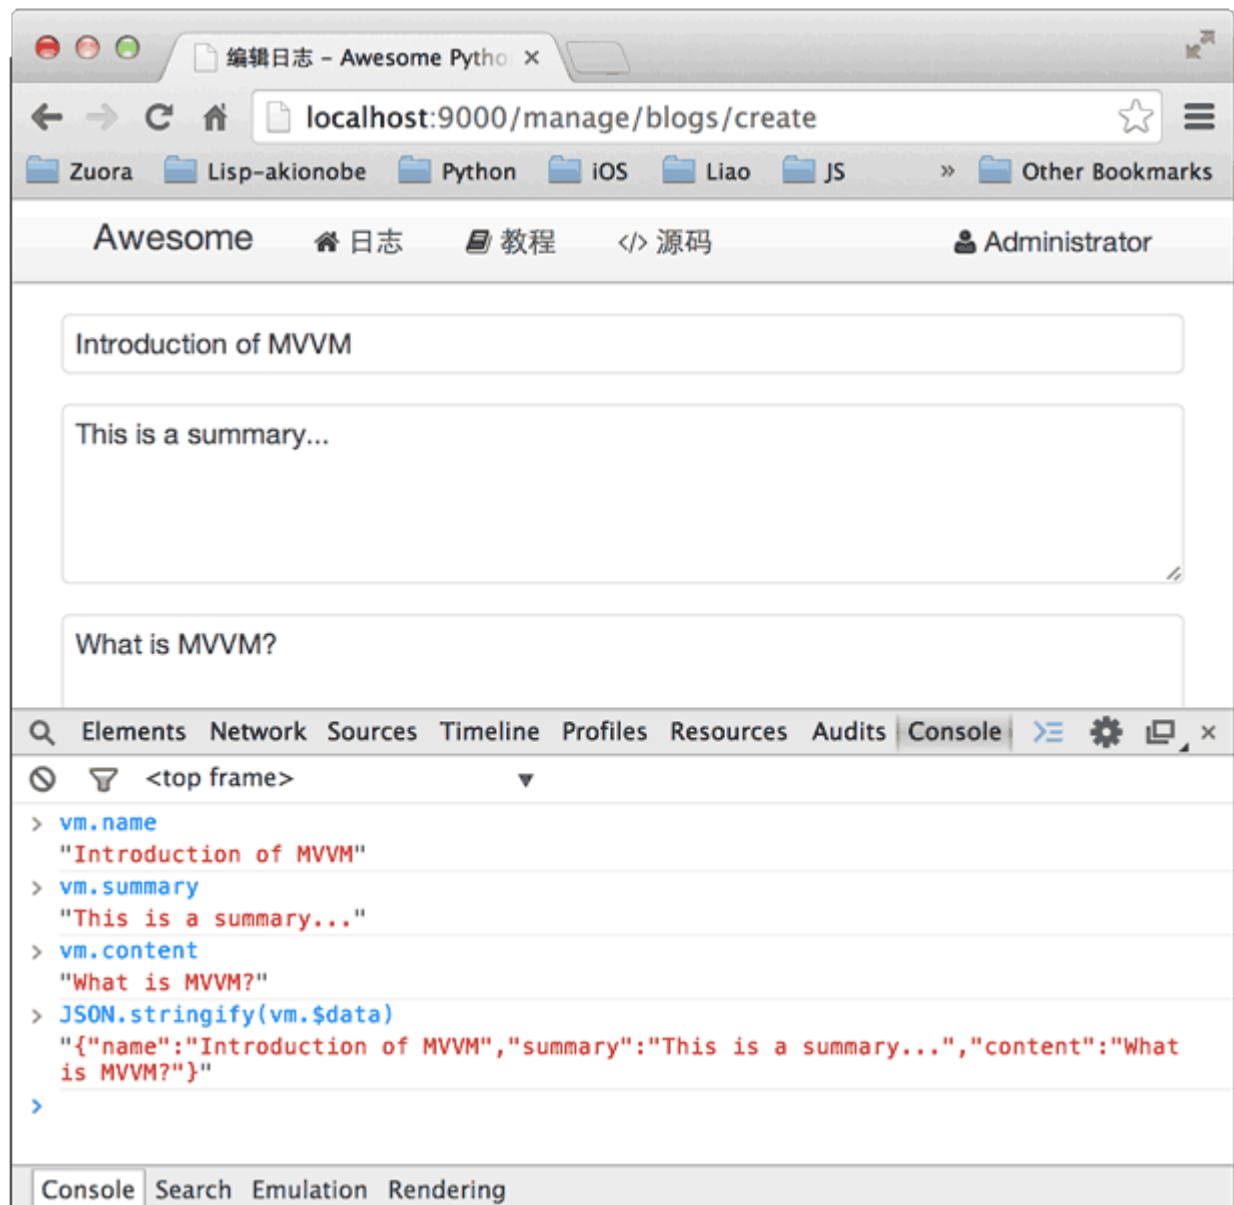 编辑日志 - Awesome Pytho
localhost:9000/manage/blogs/create
Zuora Lisp-akionobe Python iOS Liao JS » Other Bookmarks
Awesome 日志 教程 </> 源码 Administrator
Introduction of MVVM
This is a summary...
What is MVVM?
Elements Network Sources Timeline Profiles Resources Audits Console
<top frame>
> vm.name
"Introduction of MVVM"
> vm.summary
"This is a summary..."
> vm.content
"What is MVVM?"
> JSON.stringify(vm.$data)
"{"name":"Introduction of MVVM","summary":"This is a summary...","content":"What
is MVVM?"}"
>
Console Search Emulation Rendering